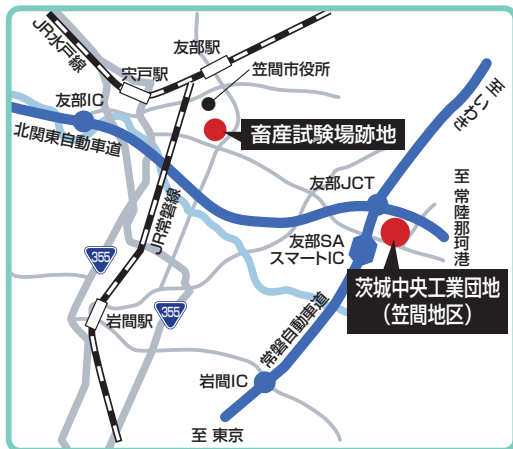 JR水戸線
友部駅
宍戸駅
笠間市役所
友部IC
畜産試験場跡地
北関東自動車道
至 いわき
友部JCT
至 常陸那珂港
JR常磐線
友部SA
スマートIC
355
茨城中央工業団地
（笠間地区）
岩間駅
355
常磐自動車道
岩間IC
至 東京